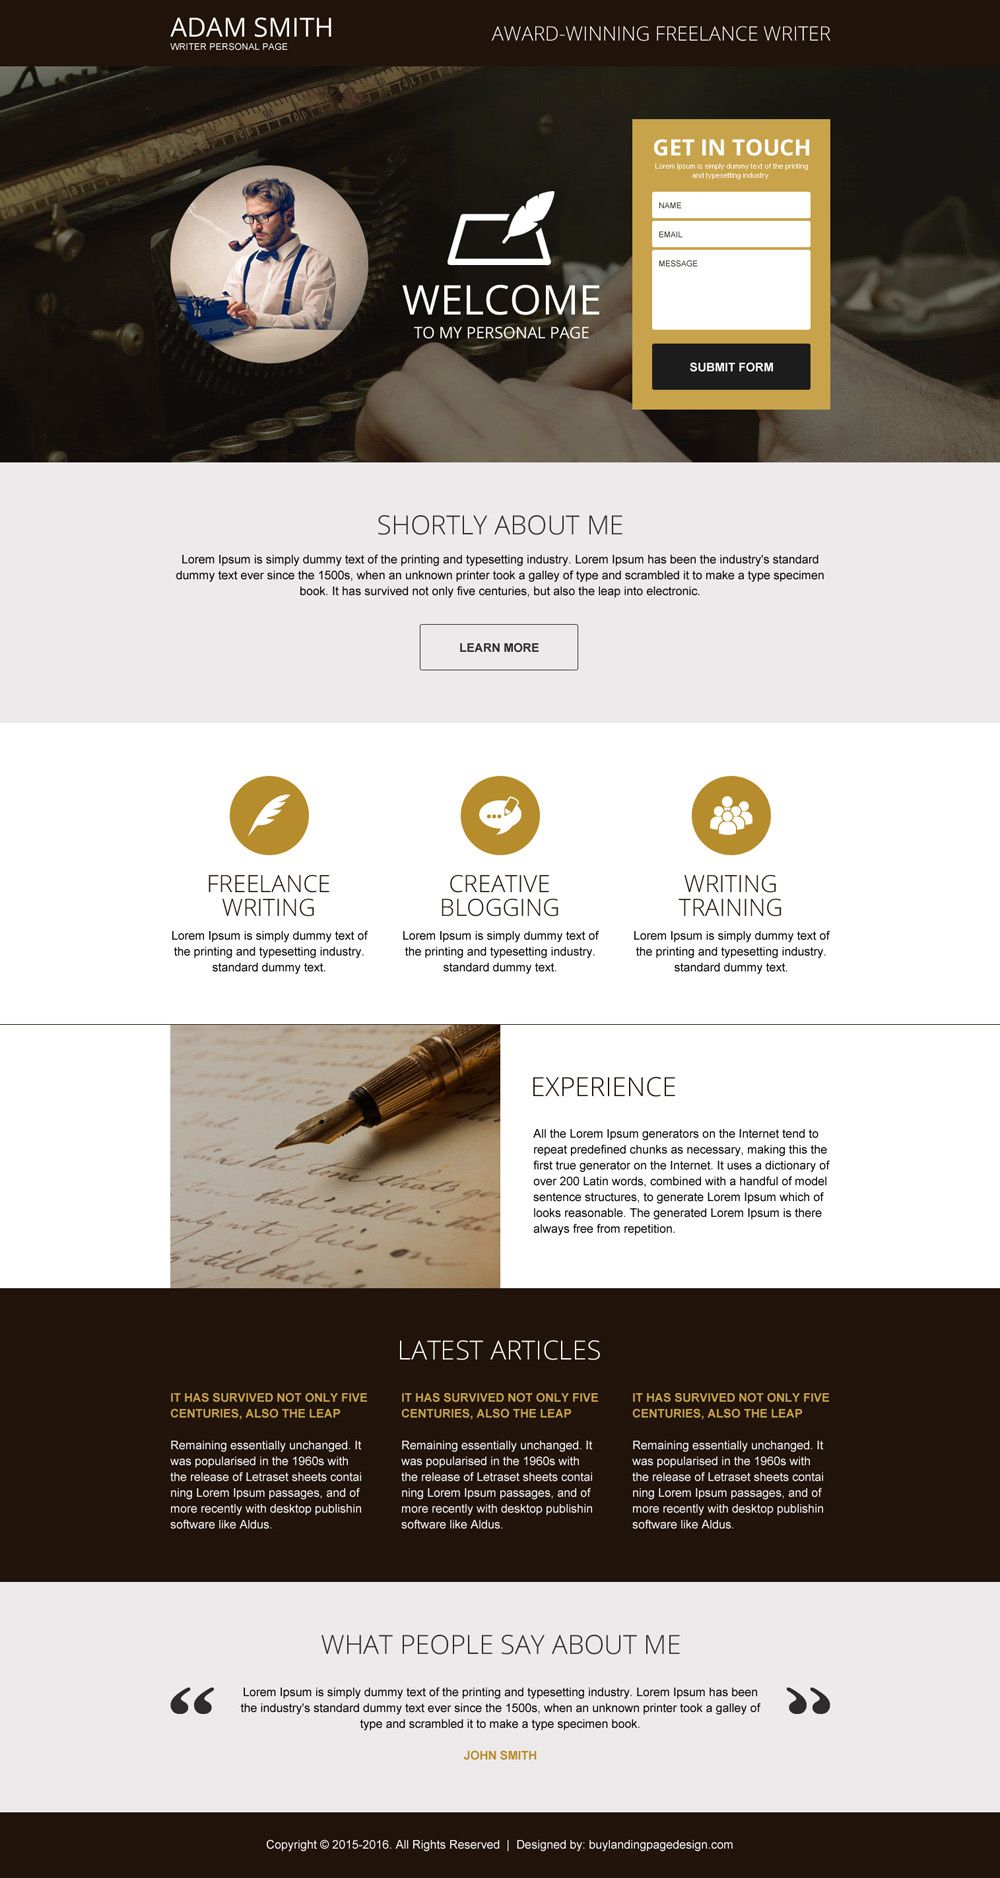 ADAM SMITH
WRITER PERSONAL PAGE
AWARD-WINNING FREELANCE WRITER
WELCOME
TO MY PERSONAL PAGE
GET IN TOUCH
Lorem Ipsum is simply dummy text of the printing
and typesetting industry.
NAME
EMAIL
MESSAGE
SUBMIT FORM
SHORTLY ABOUT ME
Lorem Ipsum is simply dummy text of the printing and typesetting industry. Lorem Ipsum has been the industry's standard
dummy text ever since the 1500s, when an unknown printer took a galley of type and scrambled it to make a type specimen
book. It has survived not only five centuries, but also the leap into electronic.
LEARN MORE
FREELANCE
WRITING
Lorem Ipsum is simply dummy text of
the printing and typesetting industry.
standard dummy text.
CREATIVE
BLOGGING
Lorem Ipsum is simply dummy text of
the printing and typesetting industry.
standard dummy text.
WRITING
TRAINING
Lorem Ipsum is simply dummy text of
the printing and typesetting industry.
standard dummy text.
EXPERIENCE
All the Lorem Ipsum generators on the Internet tend to
repeat predefined chunks as necessary, making this the
first true generator on the Internet. It uses a dictionary of
over 200 Latin words, combined with a handful of model
sentence structures, to generate Lorem Ipsum which of
looks reasonable. The generated Lorem Ipsum is there
always free from repetition.
LATEST ARTICLES
IT HAS SURVIVED NOT ONLY FIVE
CENTURIES, ALSO THE LEAP
Remaining essentially unchanged. It
was popularised in the 1960s with
the release of Letraset sheets contai
ning Lorem Ipsum passages, and of
more recently with desktop publishin
software like Aldus.
IT HAS SURVIVED NOT ONLY FIVE
CENTURIES, ALSO THE LEAP
Remaining essentially unchanged. It
was popularised in the 1960s with
the release of Letraset sheets contai
ning Lorem Ipsum passages, and of
more recently with desktop publishin
software like Aldus.
IT HAS SURVIVED NOT ONLY FIVE
CENTURIES, ALSO THE LEAP
Remaining essentially unchanged. It
was popularised in the 1960s with
the release of Letraset sheets contai
ning Lorem Ipsum passages, and of
more recently with desktop publishin
software like Aldus.
WHAT PEOPLE SAY ABOUT ME
“ Lorem Ipsum is simply dummy text of the printing and typesetting industry. Lorem Ipsum has been ”
the industry's standard dummy text ever since the 1500s, when an unknown printer took a galley of
type and scrambled it to make a type specimen book.
JOHN SMITH
Copyright © 2015-2016. All Rights Reserved | Designed by: buylandingpagedesign.com